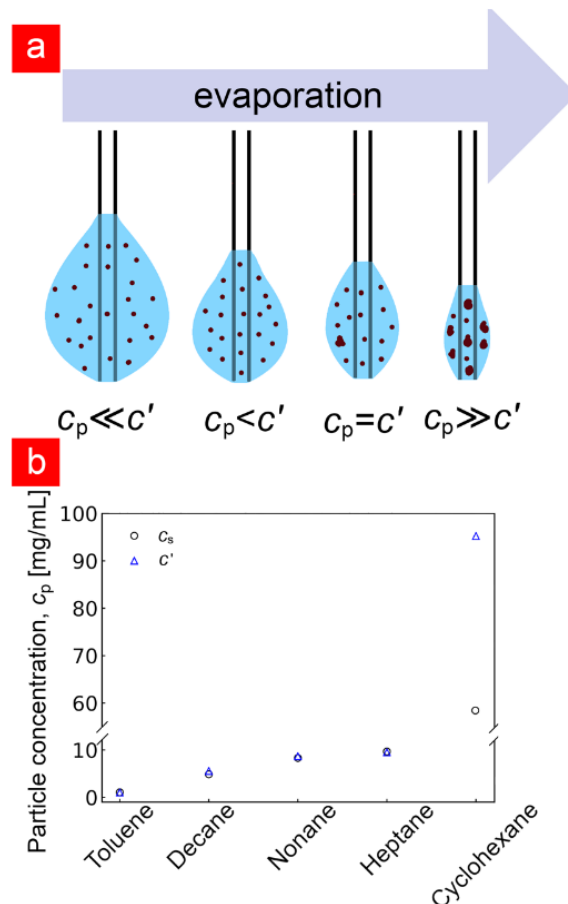 a
evaporation
cp≪c′ cp<c′ cp=c′ cp≫c′
b
Particle concentration, cp [mg/mL]
100
90
80
70
60
10
0
cs
c′
Toluene
Decane
Nonane
Heptane
Cyclohexane